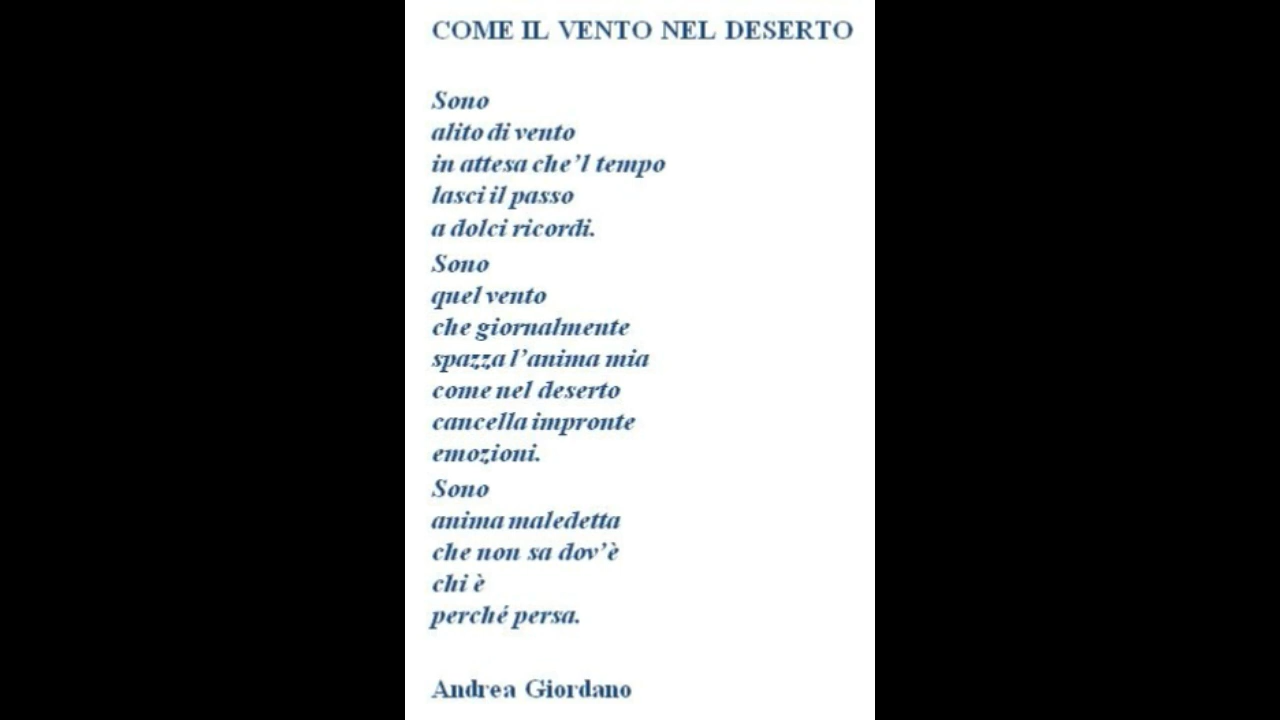 COME IL VENTO NEL DESERTO
Sono
alito di vento
in attesa che’l tempo
lasci il passo
a dolci ricordi.
Sono
quel vento
che giornalmente
spazza l’anima mia
come nel deserto
cancella impronte
emozioni.
Sono
anima maledetta
che non sa dov’è
chi è
perché persa.
Andrea Giordano